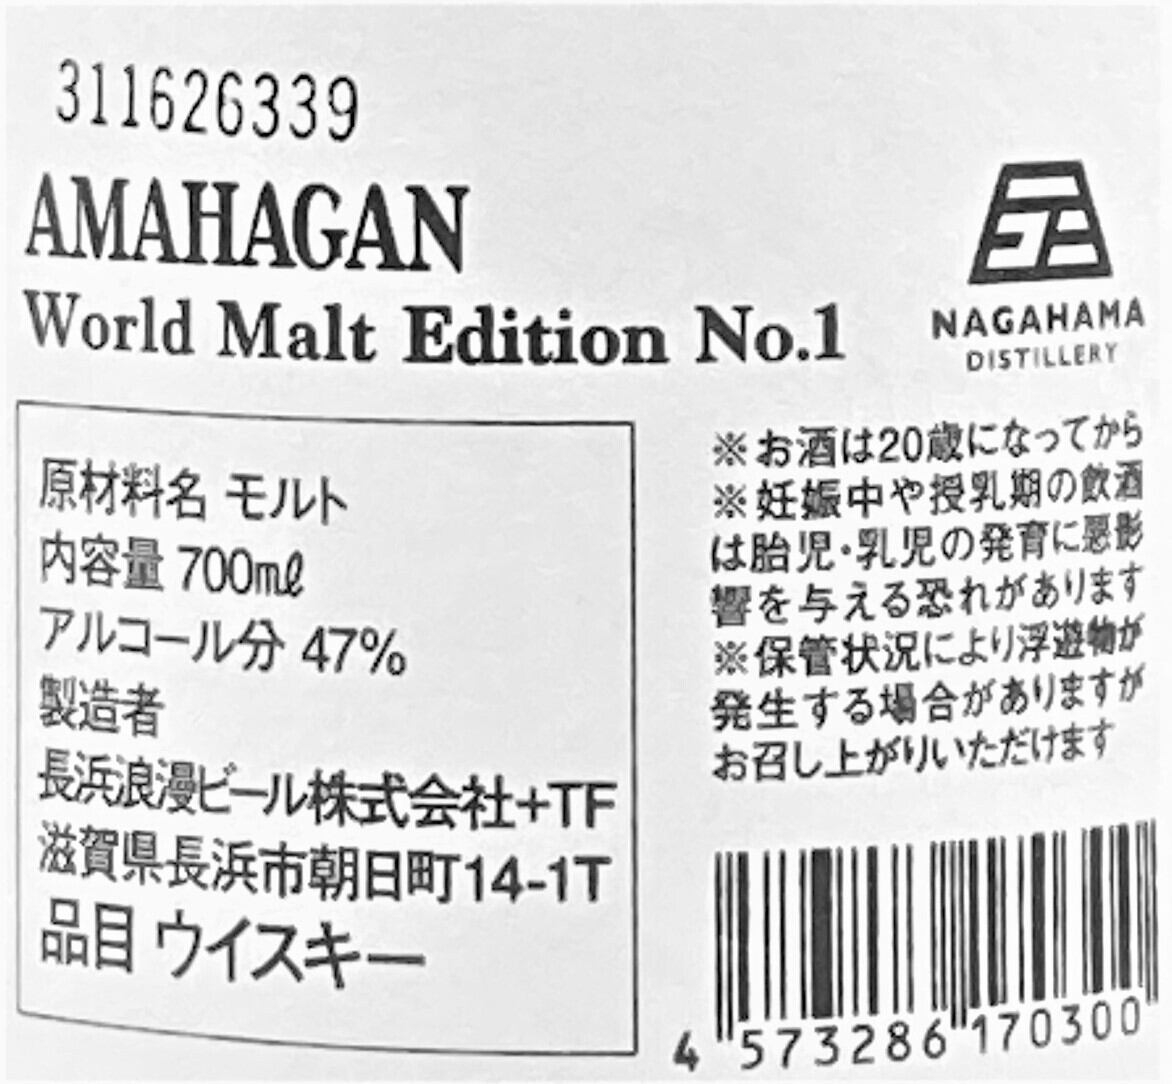 311626339
AMAHAGAN
World Malt Edition No.1
NAGAHAMA
DISTILLERY
原材料名 モルト
内容量 700㎖
アルコール分 47%
製造者
長浜浪漫ビール株式会社+TF
滋賀県長浜市朝日町14-1T
品目 ウイスキー
※お酒は20歳になってから
※妊娠中や授乳期の飲酒
は胎児・乳児の発育に悪影
響を与える恐れがあります
※保管状況により浮遊物が
発生する場合がありますが
お召し上がりいただけます
4 573286 170300